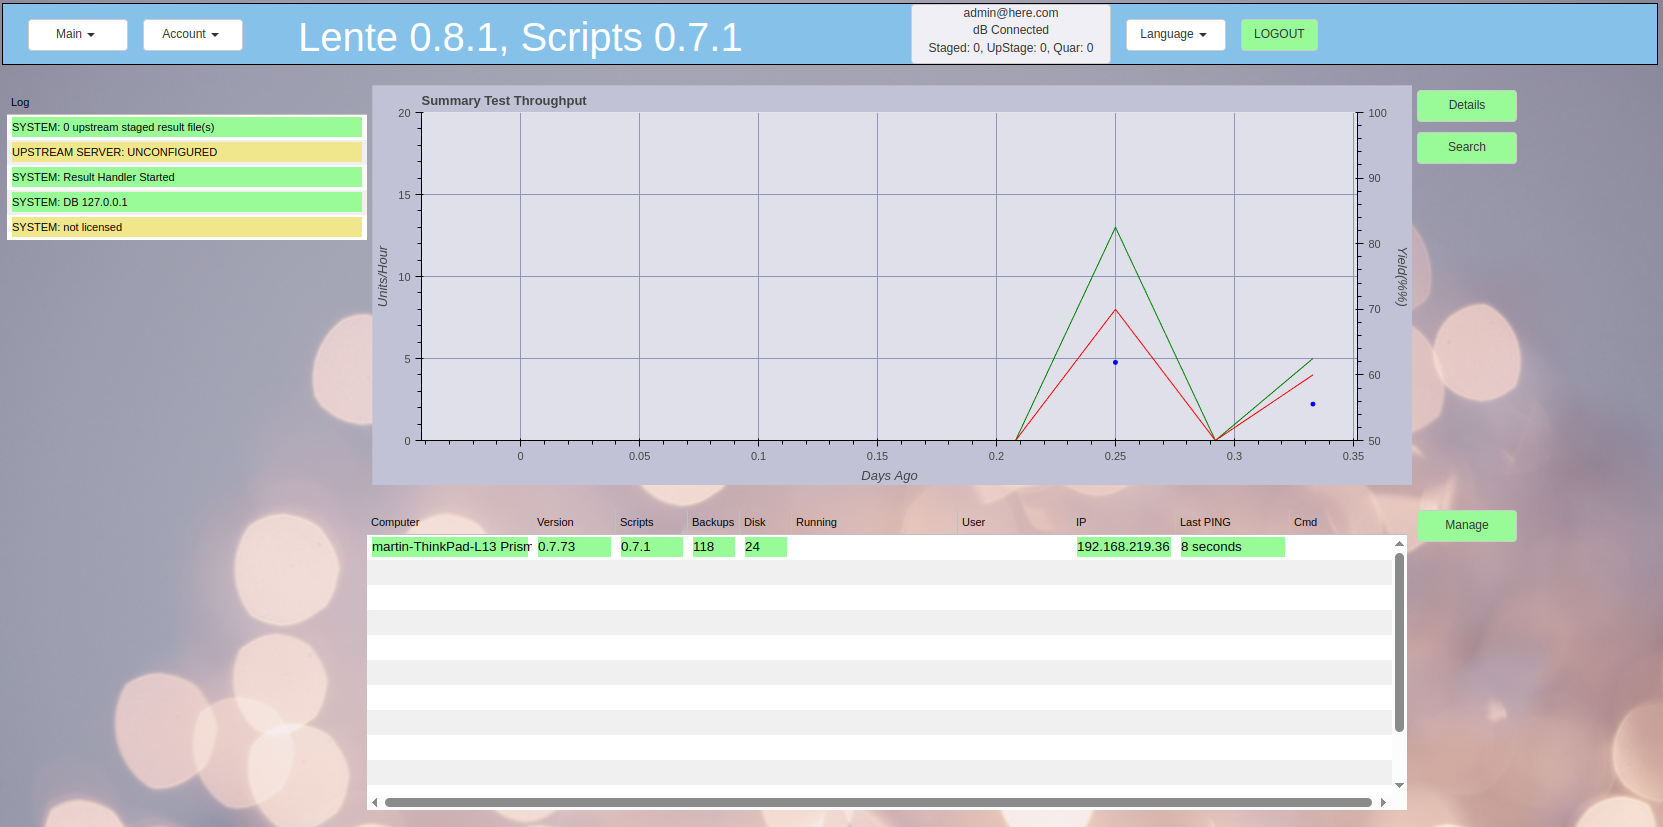 Main
Account
Lente 0.8.1, Scripts 0.7.1
admin@here.com
dB Connected
Staged: 0, UpStage: 0, Quar: 0
Language
LOGOUT
Log
SYSTEM: 0 upstream staged result file(s)
UPSTREAM SERVER: UNCONFIGURED
SYSTEM: Result Handler Started
SYSTEM: DB 127.0.0.1
SYSTEM: not licensed
Summary Test Throughput
20
15
10
5
0
Units/Hour
100
90
80
70
60
50
Yield(%%)
0 0.05 0.1 0.15 0.2 0.25 0.3 0.35
Days Ago
Details
Search
Computer Version Scripts Backups Disk Running User IP Last PING Cmd
martin-ThinkPad-L13 Prism 0.7.73 0.7.1 118 24 192.168.219.36 8 seconds
Manage